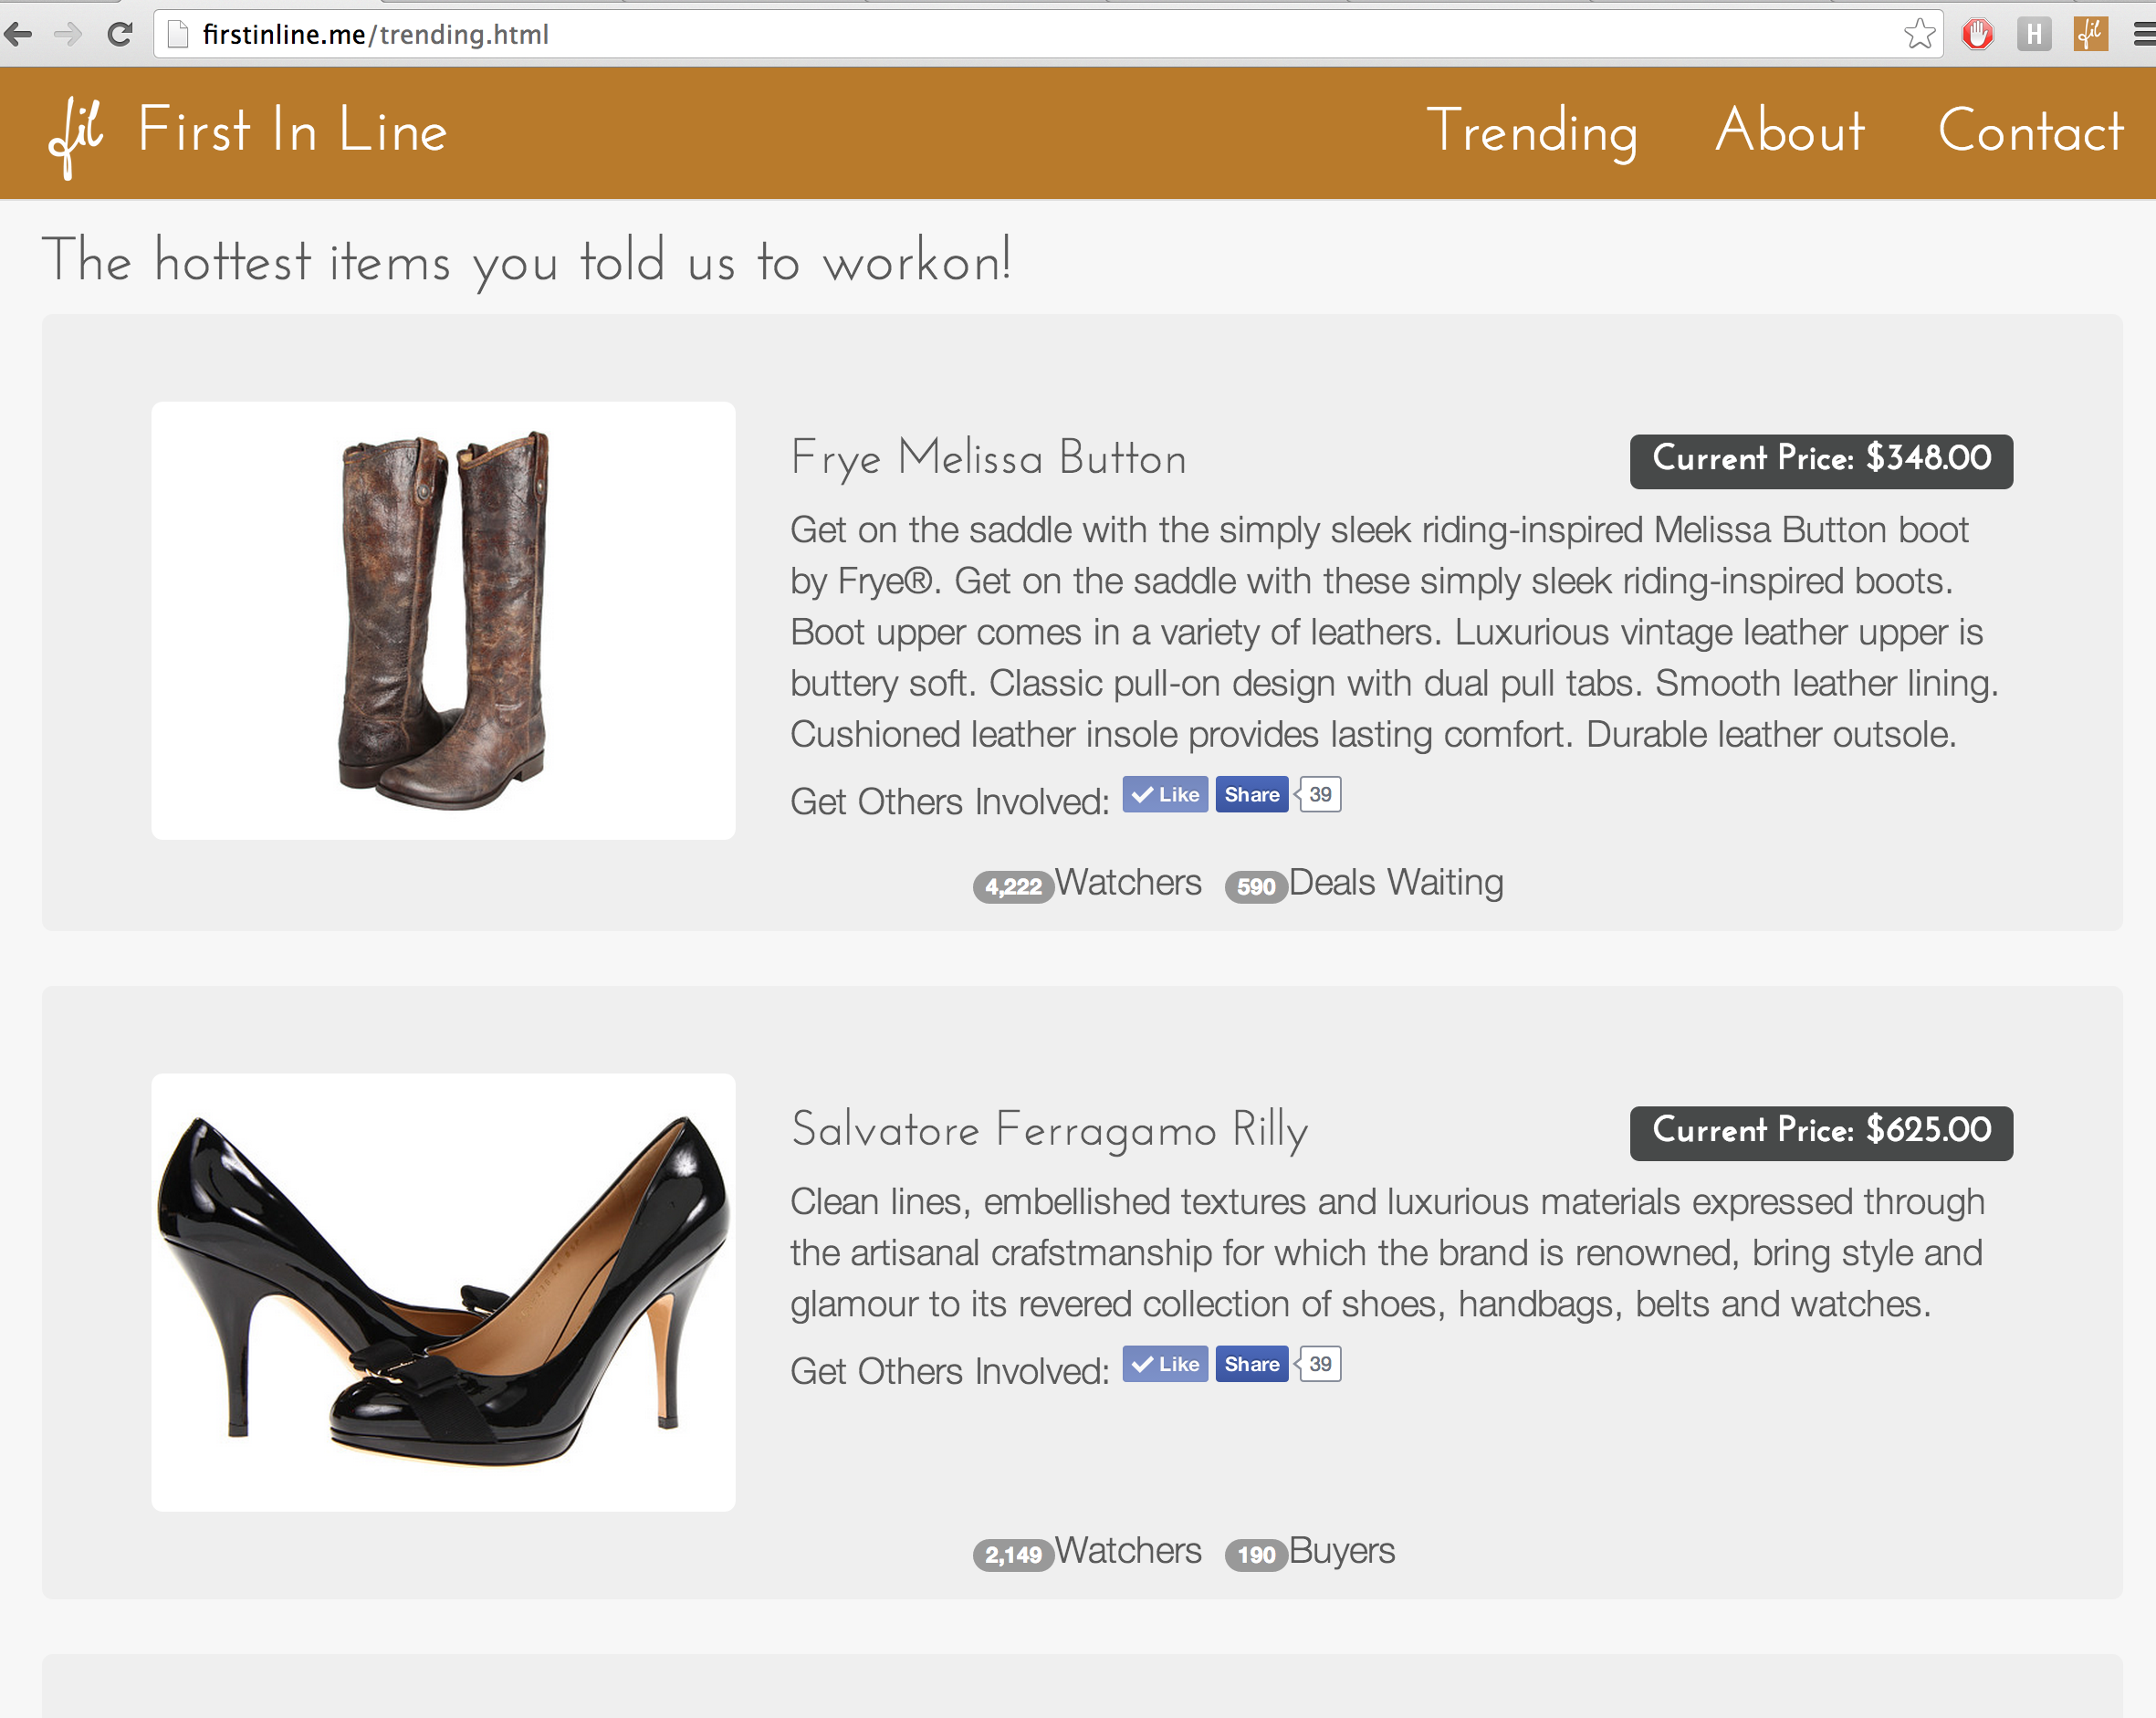 firstinline.me/trending.html
H
fil
fil First In Line
Trending About Contact
The hottest items you told us to workon!
Frye Melissa Button
Current Price: $348.00
Get on the saddle with the simply sleek riding-inspired Melissa Button boot
by Frye®. Get on the saddle with these simply sleek riding-inspired boots.
Boot upper comes in a variety of leathers. Luxurious vintage leather upper is
buttery soft. Classic pull-on design with dual pull tabs. Smooth leather lining.
Cushioned leather insole provides lasting comfort. Durable leather outsole.
Get Others Involved: Like Share 39
4,222 Watchers 590 Deals Waiting
Salvatore Ferragamo Rilly
Current Price: $625.00
Clean lines, embellished textures and luxurious materials expressed through
the artisanal crafstmanship for which the brand is renowned, bring style and
glamour to its revered collection of shoes, handbags, belts and watches.
Get Others Involved: Like Share 39
2,149 Watchers 190 Buyers